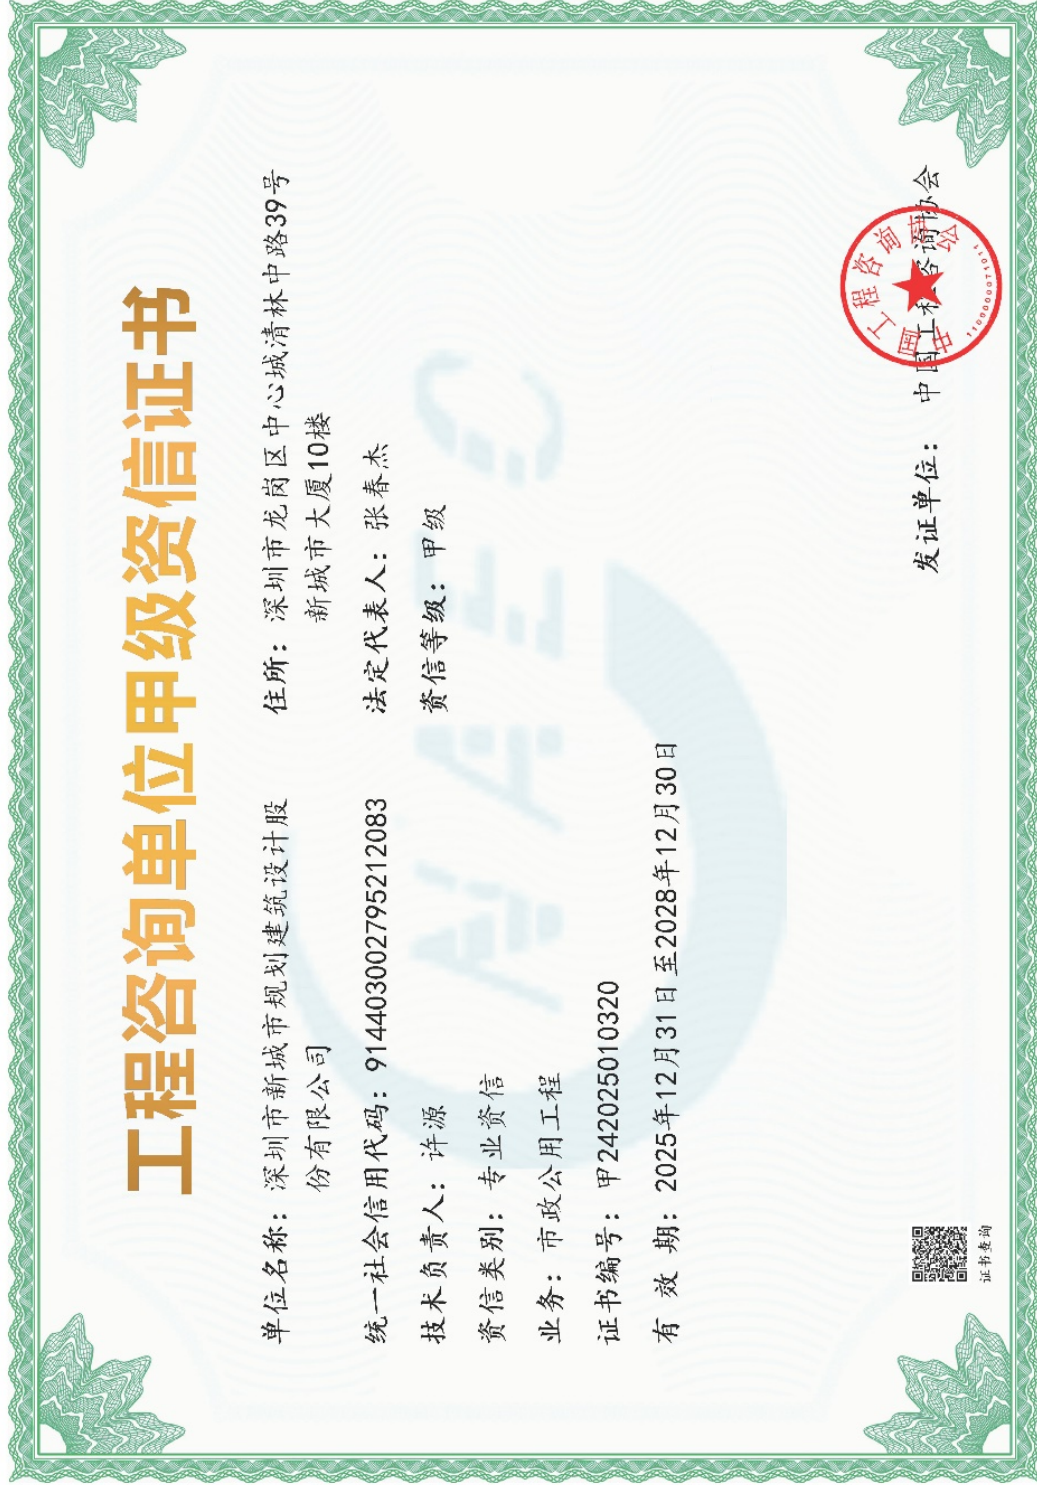 工程咨询单位甲级资信证书
单位名称：深圳市新城市规划建筑设计股
份有限公司
住所：深圳市龙岗区中心城清林中路39号
新城市大厦10楼
统一社会信用代码：914403002795212083
法定代表人：张春杰
技术负责人：许源
资信等级：甲级
资信类别：专业资信
业务：市政公用工程
证书编号：甲242025010320
有效期：2025年12月31日至2028年12月30日
发证单位：中国工程咨询协会
中国工程咨询协会
1100000071011
证书查询
CNAEC